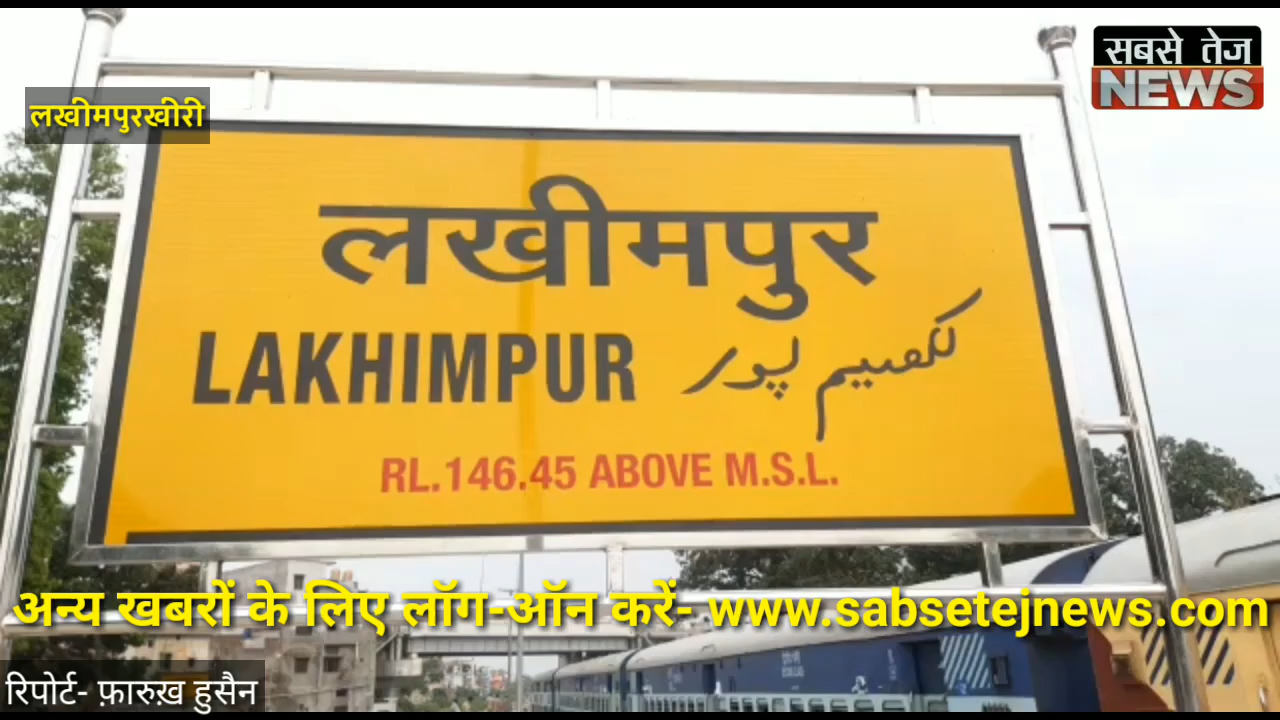 सबसे तेज
NEWS
लखीमपुरखीरी
लखीमपुर
LAKHIMPUR لکھیم پور
RL.146.45 ABOVE M.S.L.
अन्य खबरों के लिए लॉग-ऑन करें- www.sabsetejnews.com
रिपोर्ट- फ़ारुख़ हुसैन